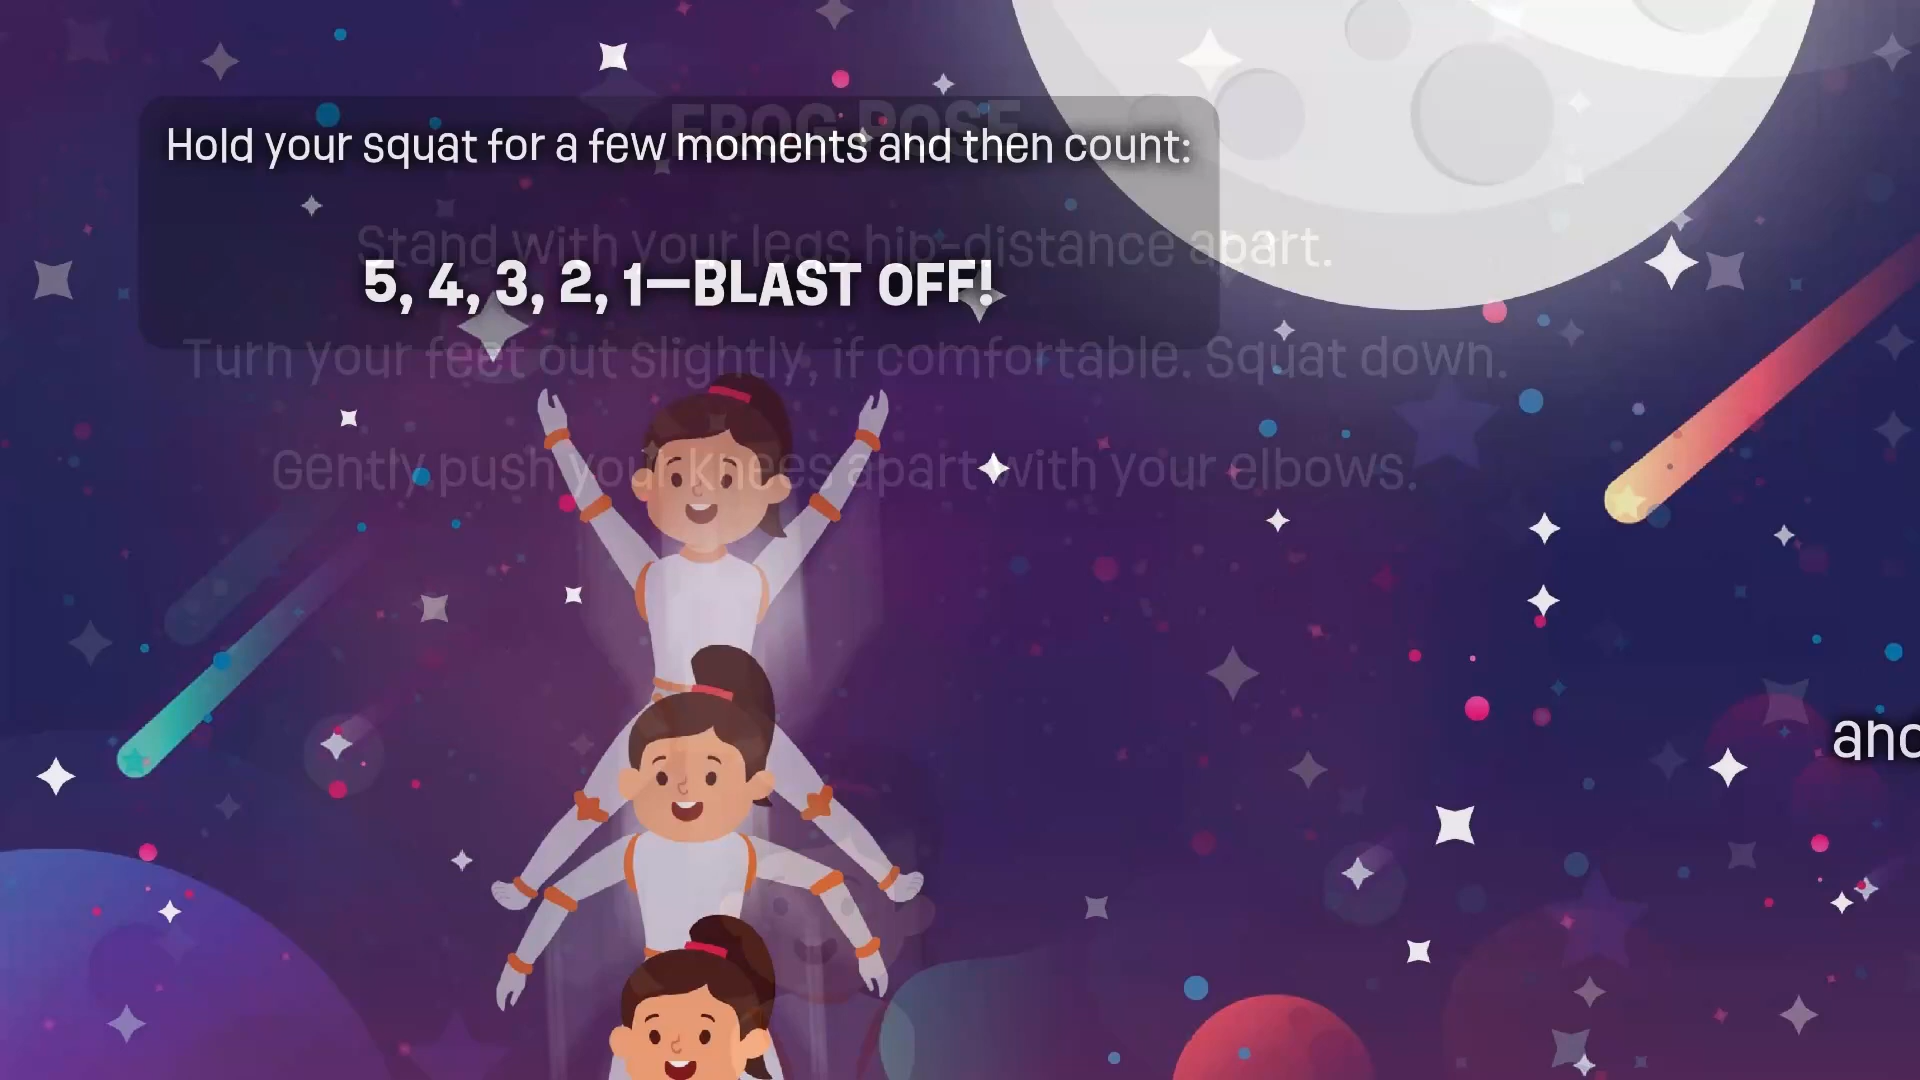 FROG POSE
Hold your squat for a few moments and then count:
Stand with your legs hip-distance apart.
5, 4, 3, 2, 1—BLAST OFF!
Turn your feet out slightly, if comfortable. Squat down.
Gently push your knees apart with your elbows.